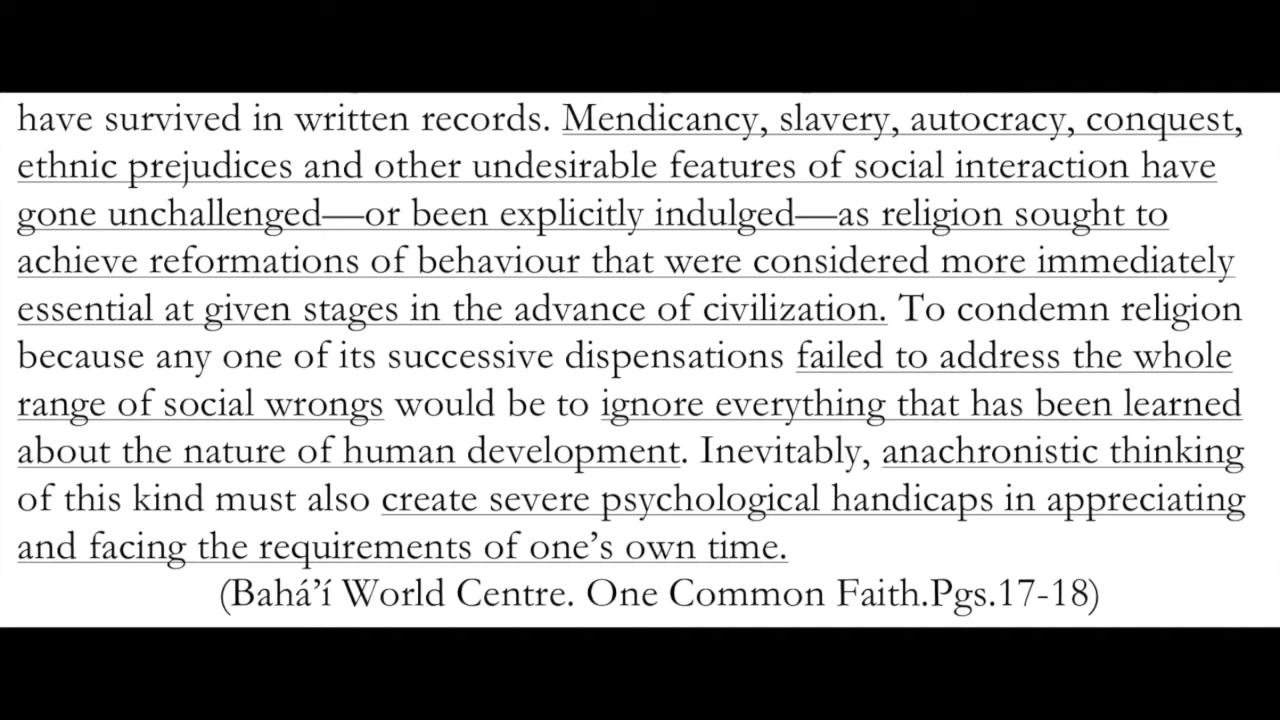 have survived in written records. Mendicancy, slavery, autocracy, conquest,
ethnic prejudices and other undesirable features of social interaction have
gone unchallenged—or been explicitly indulged—as religion sought to
achieve reformations of behaviour that were considered more immediately
essential at given stages in the advance of civilization. To condemn religion
because any one of its successive dispensations failed to address the whole
range of social wrongs would be to ignore everything that has been learned
about the nature of human development. Inevitably, anachronistic thinking
of this kind must also create severe psychological handicaps in appreciating
and facing the requirements of one’s own time.
(Bahá’í World Centre. One Common Faith.Pgs.17-18)